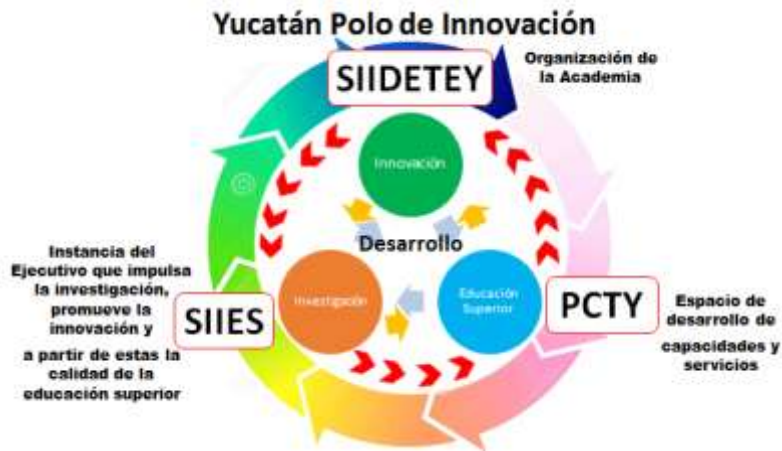 Yucatán Polo de Innovación
SIIDETEY
Organización de
la Academia
Innovación
Desarrollo
Instancia del
Ejecutivo que impulsa
la investigación,
promueve la
innovación y
a partir de estas la
calidad de la
educación superior
SIIES
Investigación
Educación
Superior
PCTY
Espacio de
desarrollo de
capacidades y
servicios